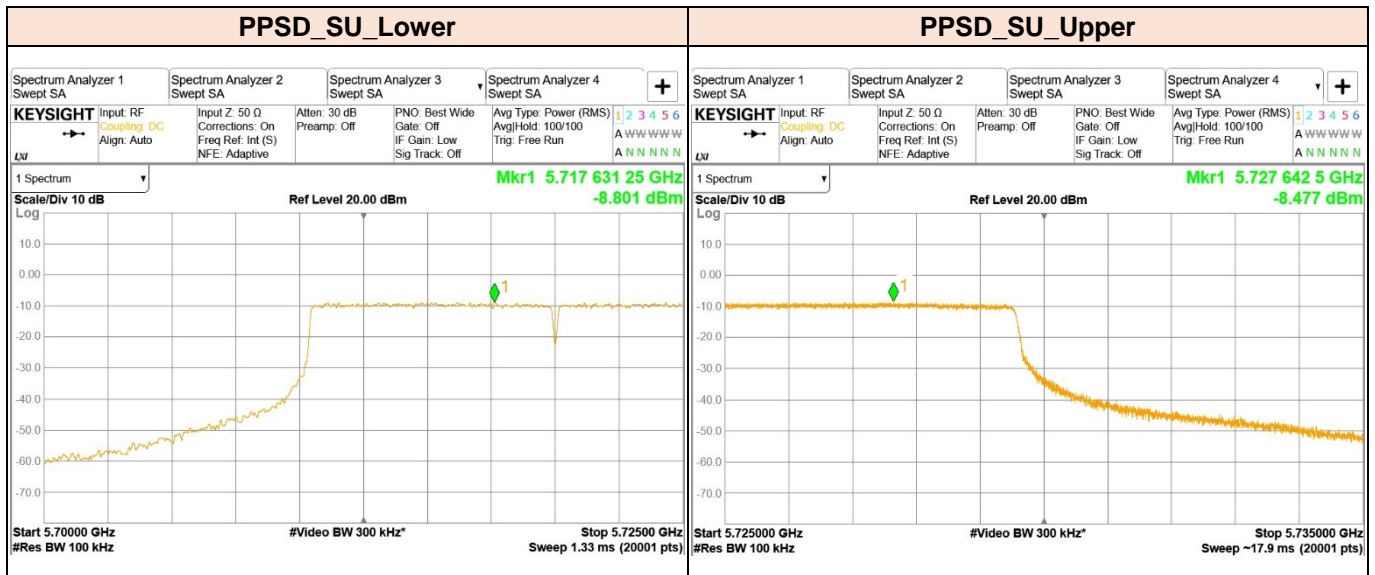 PPSD_SU_Lower
PPSD_SU_Upper
Spectrum Analyzer 1
Swept SA
Spectrum Analyzer 2
Swept SA
Spectrum Analyzer 3
Swept SA
Spectrum Analyzer 4
Swept SA
+
KEYSIGHT
LXI
Input: RF
Coupling: DC
Align: Auto
Input Z: 50 Ω
Corrections: On
Freq Ref: Int (S)
NFE: Adaptive
Atten: 30 dB
Preamp: Off
PNO: Best Wide
Gate: Off
IF Gain: Low
Sig Track: Off
Avg Type: Power (RMS)
Avg|Hold: 100/100
Trig: Free Run
1 2 3 4 5 6
A W W W W W
A N N N N N
1 Spectrum
Mkr1 5.717 631 25 GHz
Scale/Div 10 dB
Ref Level 20.00 dBm
-8.801 dBm
Log
10.0
0.00
-10.0
-20.0
-30.0
-40.0
-50.0
-60.0
-70.0
1
Start 5.70000 GHz
#Video BW 300 kHz*
Stop 5.72500 GHz
#Res BW 100 kHz
Sweep 1.33 ms (20001 pts)
Spectrum Analyzer 1
Swept SA
Spectrum Analyzer 2
Swept SA
Spectrum Analyzer 3
Swept SA
Spectrum Analyzer 4
Swept SA
+
KEYSIGHT
LXI
Input: RF
Coupling: DC
Align: Auto
Input Z: 50 Ω
Corrections: On
Freq Ref: Int (S)
NFE: Adaptive
Atten: 30 dB
Preamp: Off
PNO: Best Wide
Gate: Off
IF Gain: Low
Sig Track: Off
Avg Type: Power (RMS)
Avg|Hold: 100/100
Trig: Free Run
1 2 3 4 5 6
A W W W W W
A N N N N N
1 Spectrum
Mkr1 5.727 642 5 GHz
Scale/Div 10 dB
Ref Level 20.00 dBm
-8.477 dBm
Log
10.0
0.00
-10.0
-20.0
-30.0
-40.0
-50.0
-60.0
-70.0
1
Start 5.725000 GHz
#Video BW 300 kHz*
Stop 5.735000 GHz
#Res BW 100 kHz
Sweep ~17.9 ms (20001 pts)